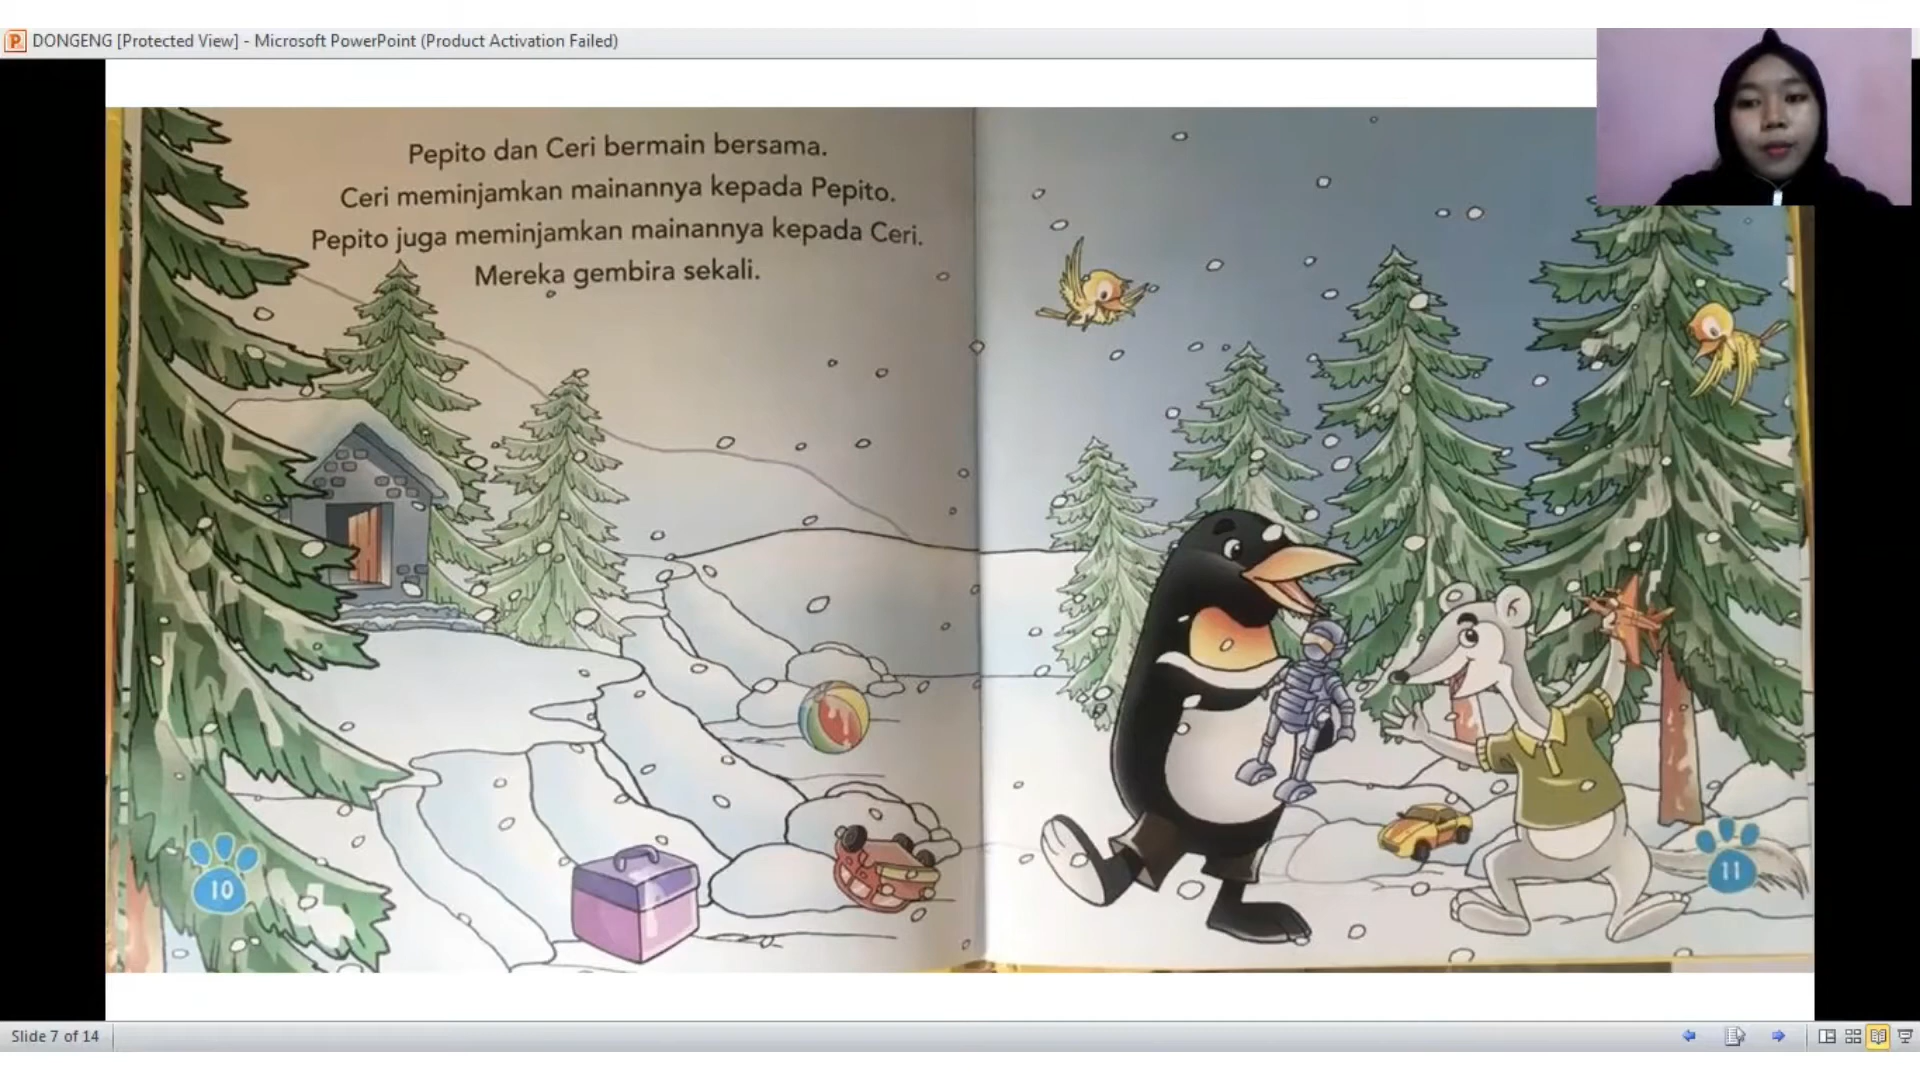 DONGENG [Protected View] - Microsoft PowerPoint (Product Activation Failed)
Pepito dan Ceri bermain bersama.
Ceri meminjamkan mainannya kepada Pepito.
Pepito juga meminjamkan mainannya kepada Ceri.
Mereka gembira sekali.
10
11
Slide 7 of 14